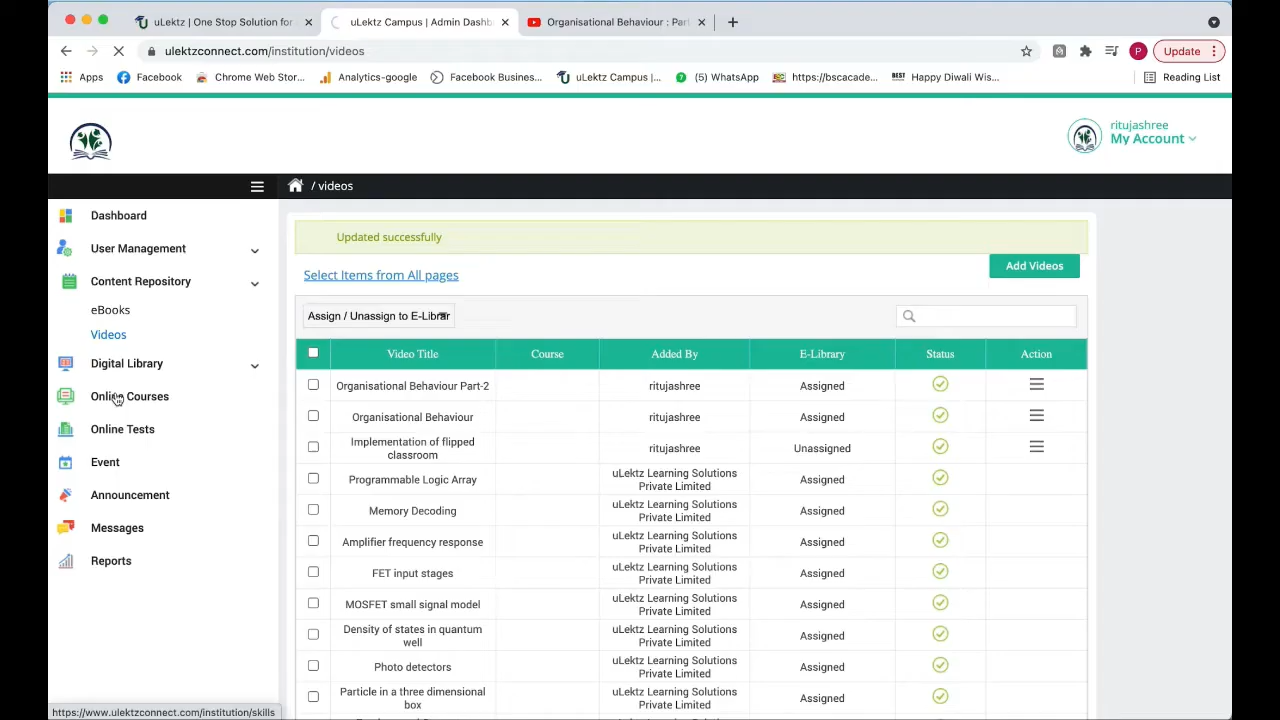 uLektz | One Stop Solution for
uLektz Campus | Admin Dashb
Organisational Behaviour : Par
ulektzconnect.com/institution/videos
P
Update
Apps
Facebook
Chrome Web Stor...
Analytics-google
Facebook Business...
uLektz Campus |...
(5) WhatsApp
https://bscacade...
BEST
Happy Diwali Wis...
Reading List
ritujashree
My Account
/ videos
Dashboard
User Management
Content Repository
eBooks
Videos
Digital Library
Online Courses
Online Tests
Event
Announcement
Messages
Reports
Updated successfully
Select Items from All pages
Add Videos
Assign / Unassign to E-Librar
Video Title Course Added By E-Library Status Action
Organisational Behaviour Part-2 ritujashree Assigned
Organisational Behaviour ritujashree Assigned
Implementation of flipped
classroom ritujashree Unassigned
Programmable Logic Array uLektz Learning Solutions
Private Limited Assigned
Memory Decoding uLektz Learning Solutions
Private Limited Assigned
Amplifier frequency response uLektz Learning Solutions
Private Limited Assigned
FET input stages uLektz Learning Solutions
Private Limited Assigned
MOSFET small signal model uLektz Learning Solutions
Private Limited Assigned
Density of states in quantum
well uLektz Learning Solutions
Private Limited Assigned
Photo detectors uLektz Learning Solutions
Private Limited Assigned
Particle in a three dimensional
box uLektz Learning Solutions
Private Limited Assigned
https://www.ulektzconnect.com/institution/skills